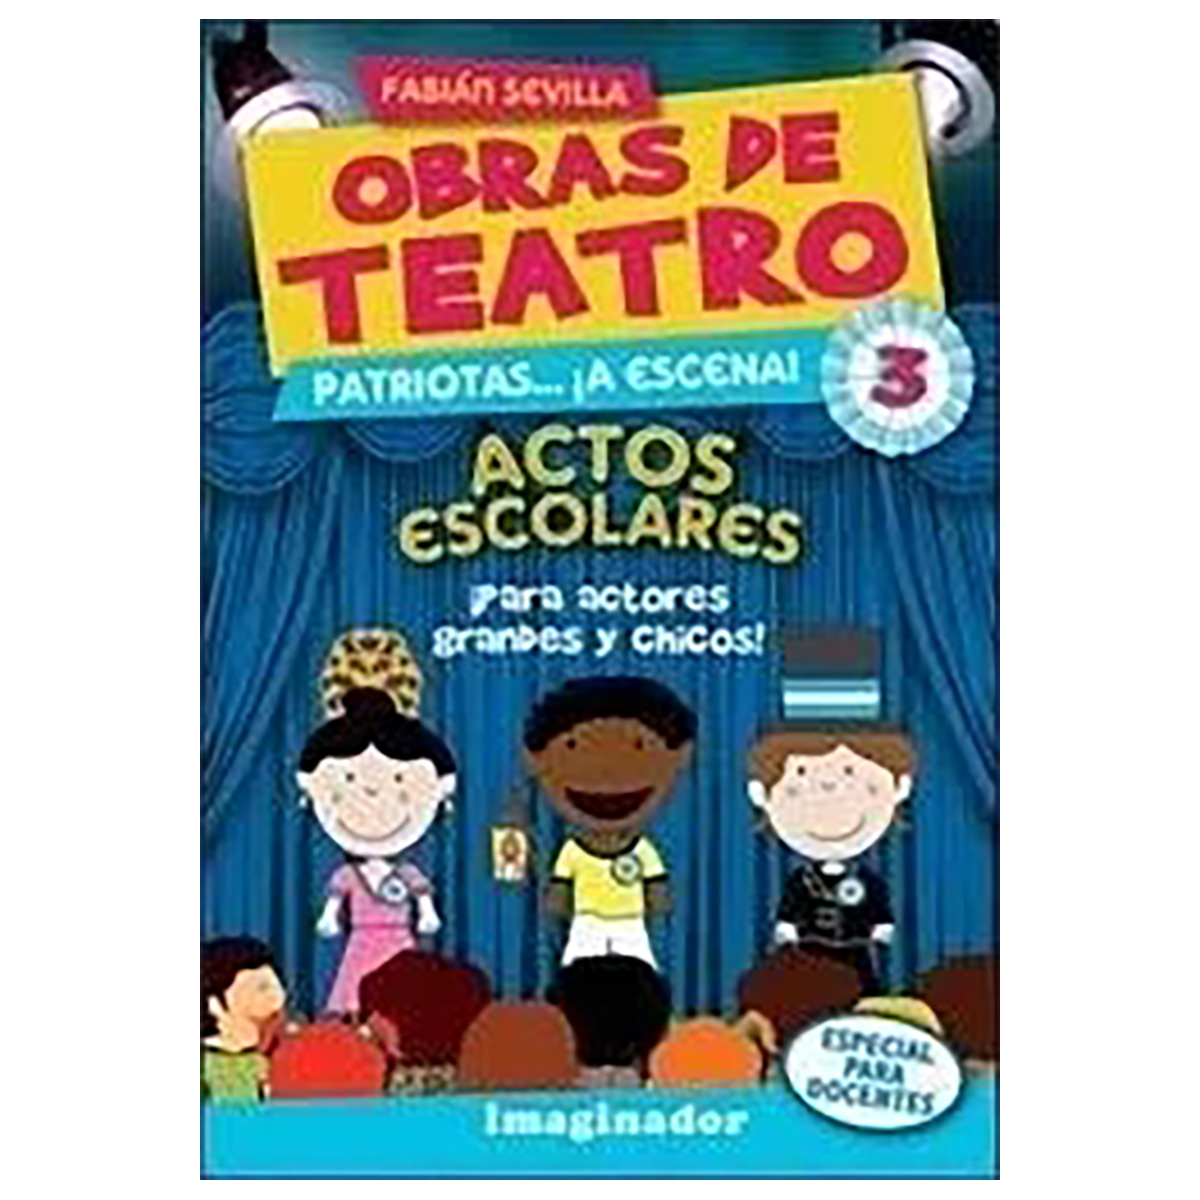 FABIÁN SEVILLA
OBRAS DE
TEATRO
PATRIOTAS... ¡A ESCENA!
3
ACTOS
ESCOLARES
¡Para actores
grandes y chicos!
ESPECIAL
PARA
DOCENTES
imaginador